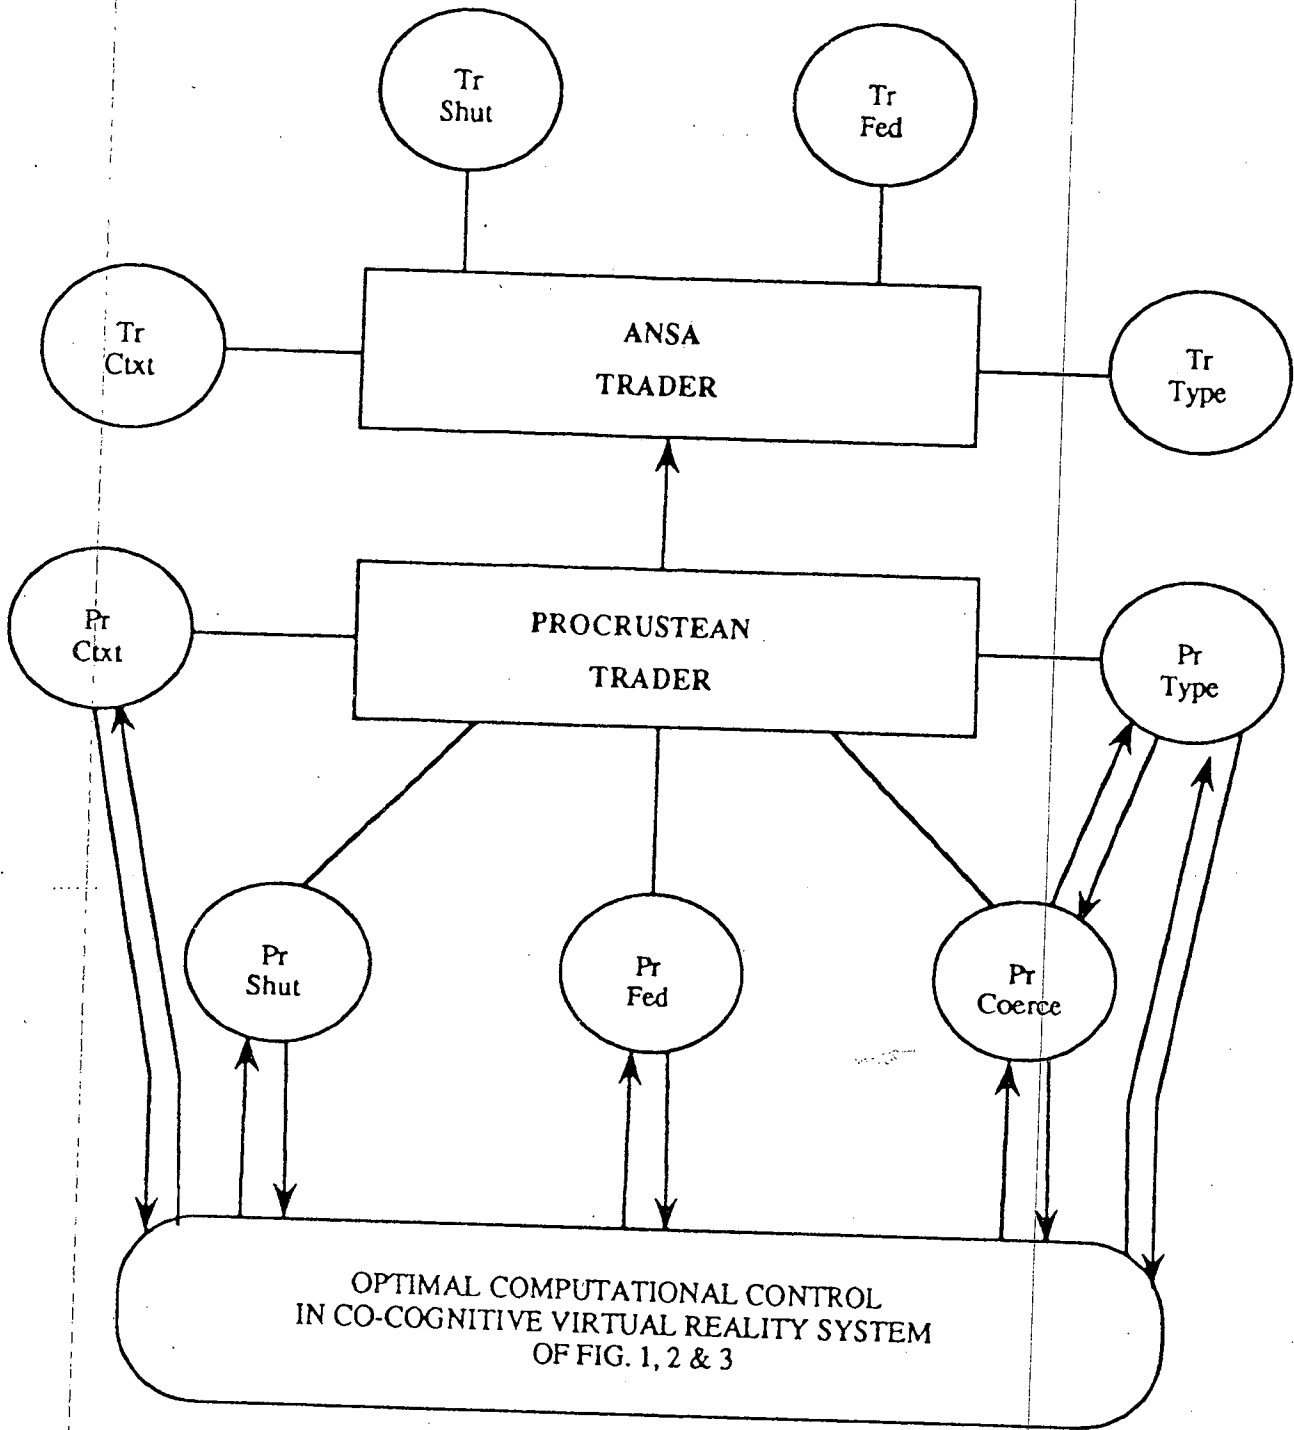 Tr
Shut
Tr
Fed
Tr
Ctxt
ANSA
TRADER
Tr
Type
Pr
Ctxt
PROCRUSTEAN
TRADER
Pr
Type
Pr
Shut
Pr
Fed
Pr
Coerce
OPTIMAL COMPUTATIONAL CONTROL
IN CO-COGNITIVE VIRTUAL REALITY SYSTEM
OF FIG. 1, 2 & 3